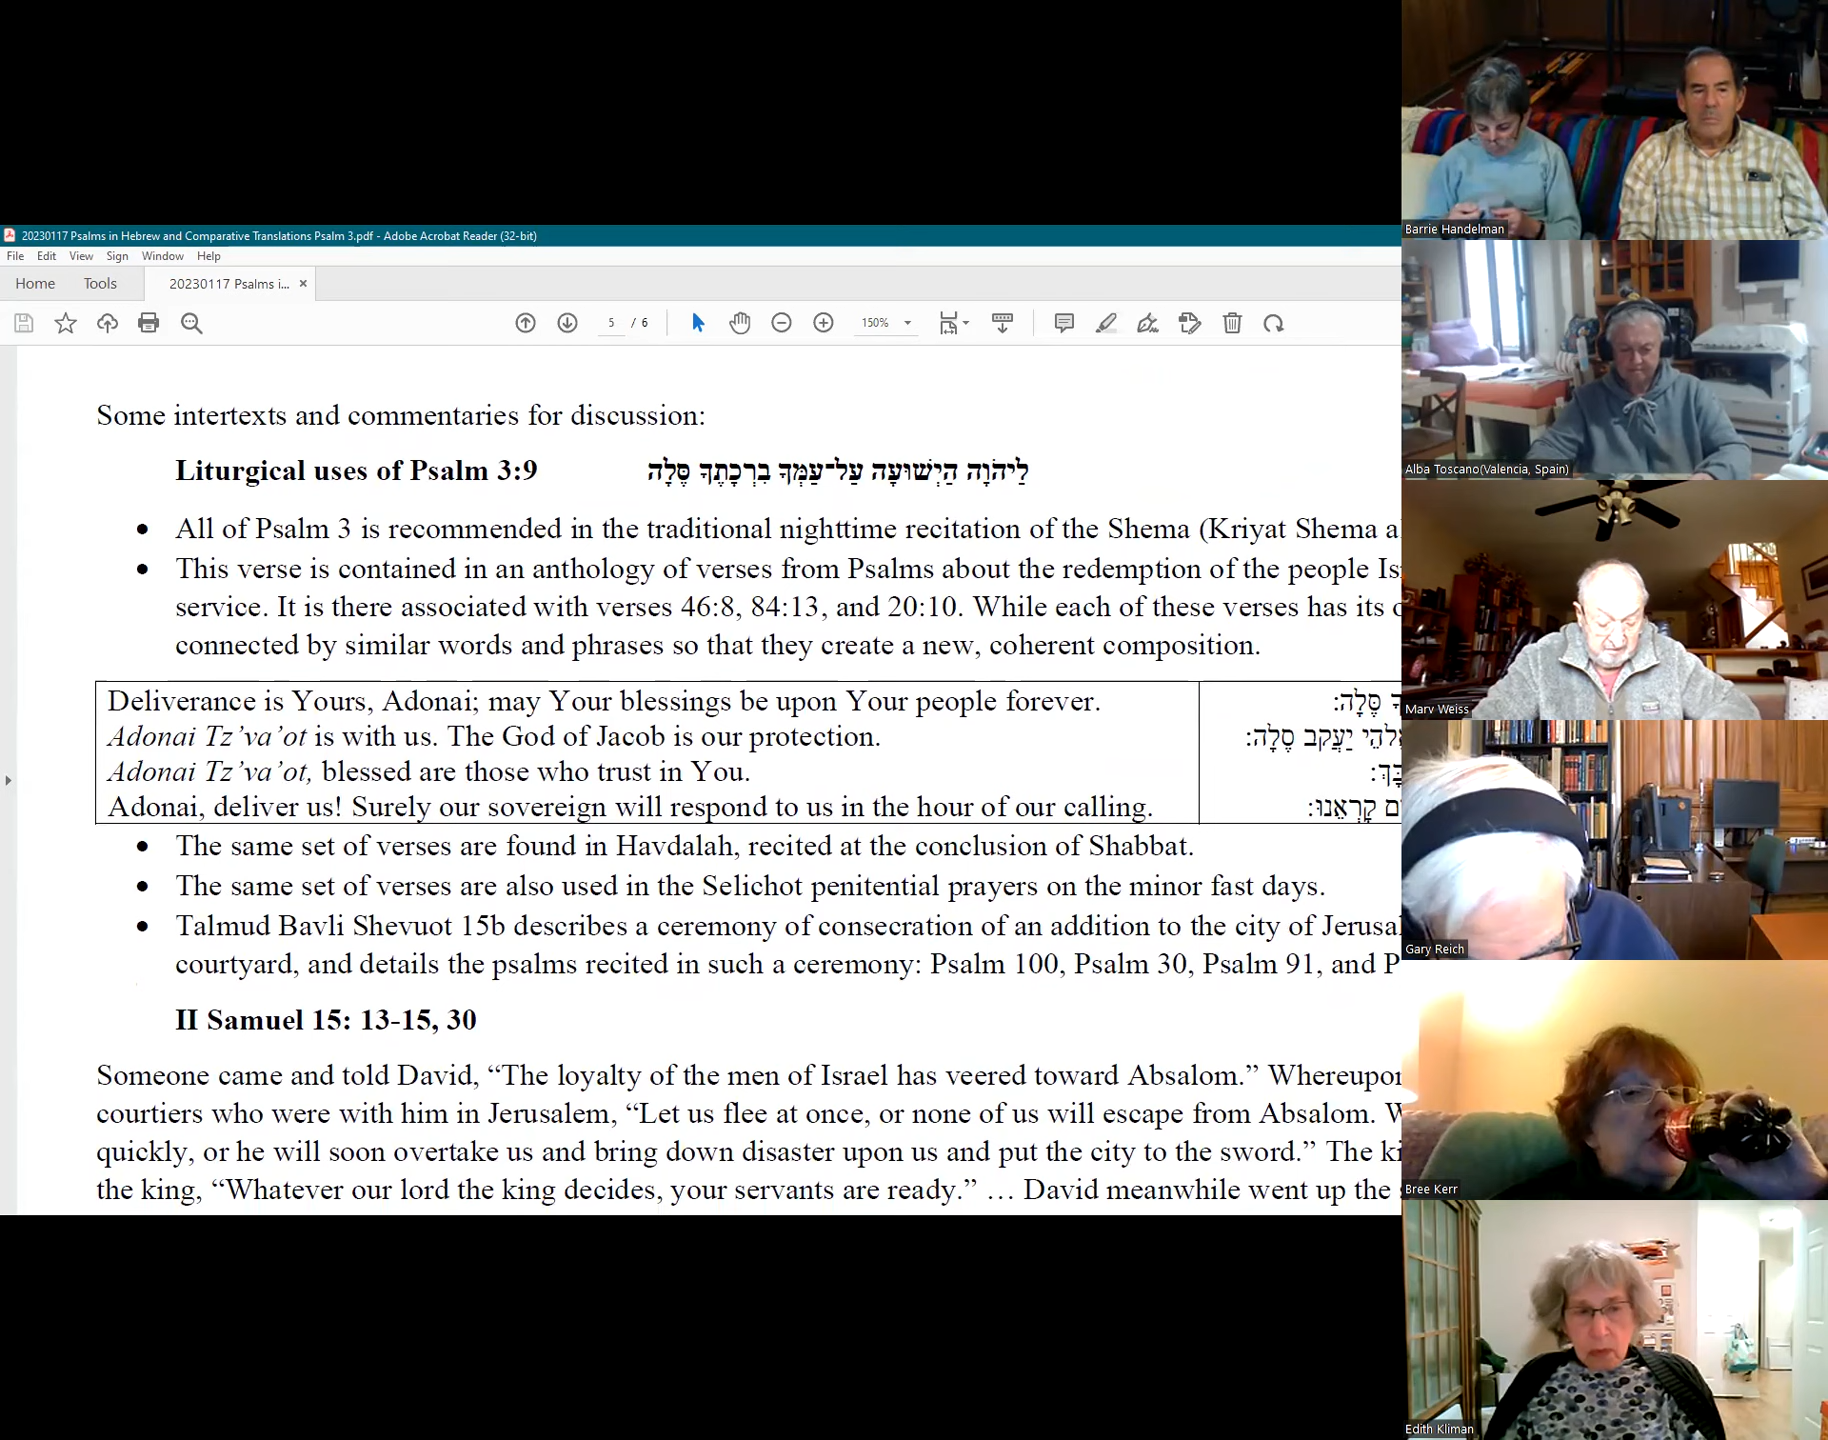 20230117 Psalms in Hebrew and Comparative Translations Psalm 3.pdf - Adobe Acrobat Reader (32-bit)
File Edit View Sign Window Help
Home Tools 20230117 Psalms i... ×
5 / 6 150%
Some intertexts and commentaries for discussion:
Liturgical uses of Psalm 3:9 לַיהֹוָה הַיְשׁוּעָה עַל־עַמְּךָ בִרְכָתֶךָ סֶּלָה
• All of Psalm 3 is recommended in the traditional nighttime recitation of the Shema (Kriyat Shema a
• This verse is contained in an anthology of verses from Psalms about the redemption of the people Is
service. It is there associated with verses 46:8, 84:13, and 20:10. While each of these verses has its
connected by similar words and phrases so that they create a new, coherent composition.
Deliverance is Yours, Adonai; may Your blessings be upon Your people forever.
ךָ סֶּלָה:
Adonai Tz’va’ot is with us. The God of Jacob is our protection.
אלֹהֵי יַעֲקב סֶלָה:
Adonai Tz’va’ot, blessed are those who trust in You.
בָּךְ:
Adonai, deliver us! Surely our sovereign will respond to us in the hour of our calling.
ם קָרְאֵנוּ:
• The same set of verses are found in Havdalah, recited at the conclusion of Shabbat.
• The same set of verses are also used in the Selichot penitential prayers on the minor fast days.
• Talmud Bavli Shevuot 15b describes a ceremony of consecration of an addition to the city of Jerusa
courtyard, and details the psalms recited in such a ceremony: Psalm 100, Psalm 30, Psalm 91, and P
II Samuel 15: 13-15, 30
Someone came and told David, “The loyalty of the men of Israel has veered toward Absalom.” Whereupon
courtiers who were with him in Jerusalem, “Let us flee at once, or none of us will escape from Absalom. W
quickly, or he will soon overtake us and bring down disaster upon us and put the city to the sword.” The ki
the king, “Whatever our lord the king decides, your servants are ready.” … David meanwhile went up the
Barrie Handelman
Alba Toscano(Valencia, Spain)
Marv Weiss
Gary Reich
Bree Kerr
Edith Kliman